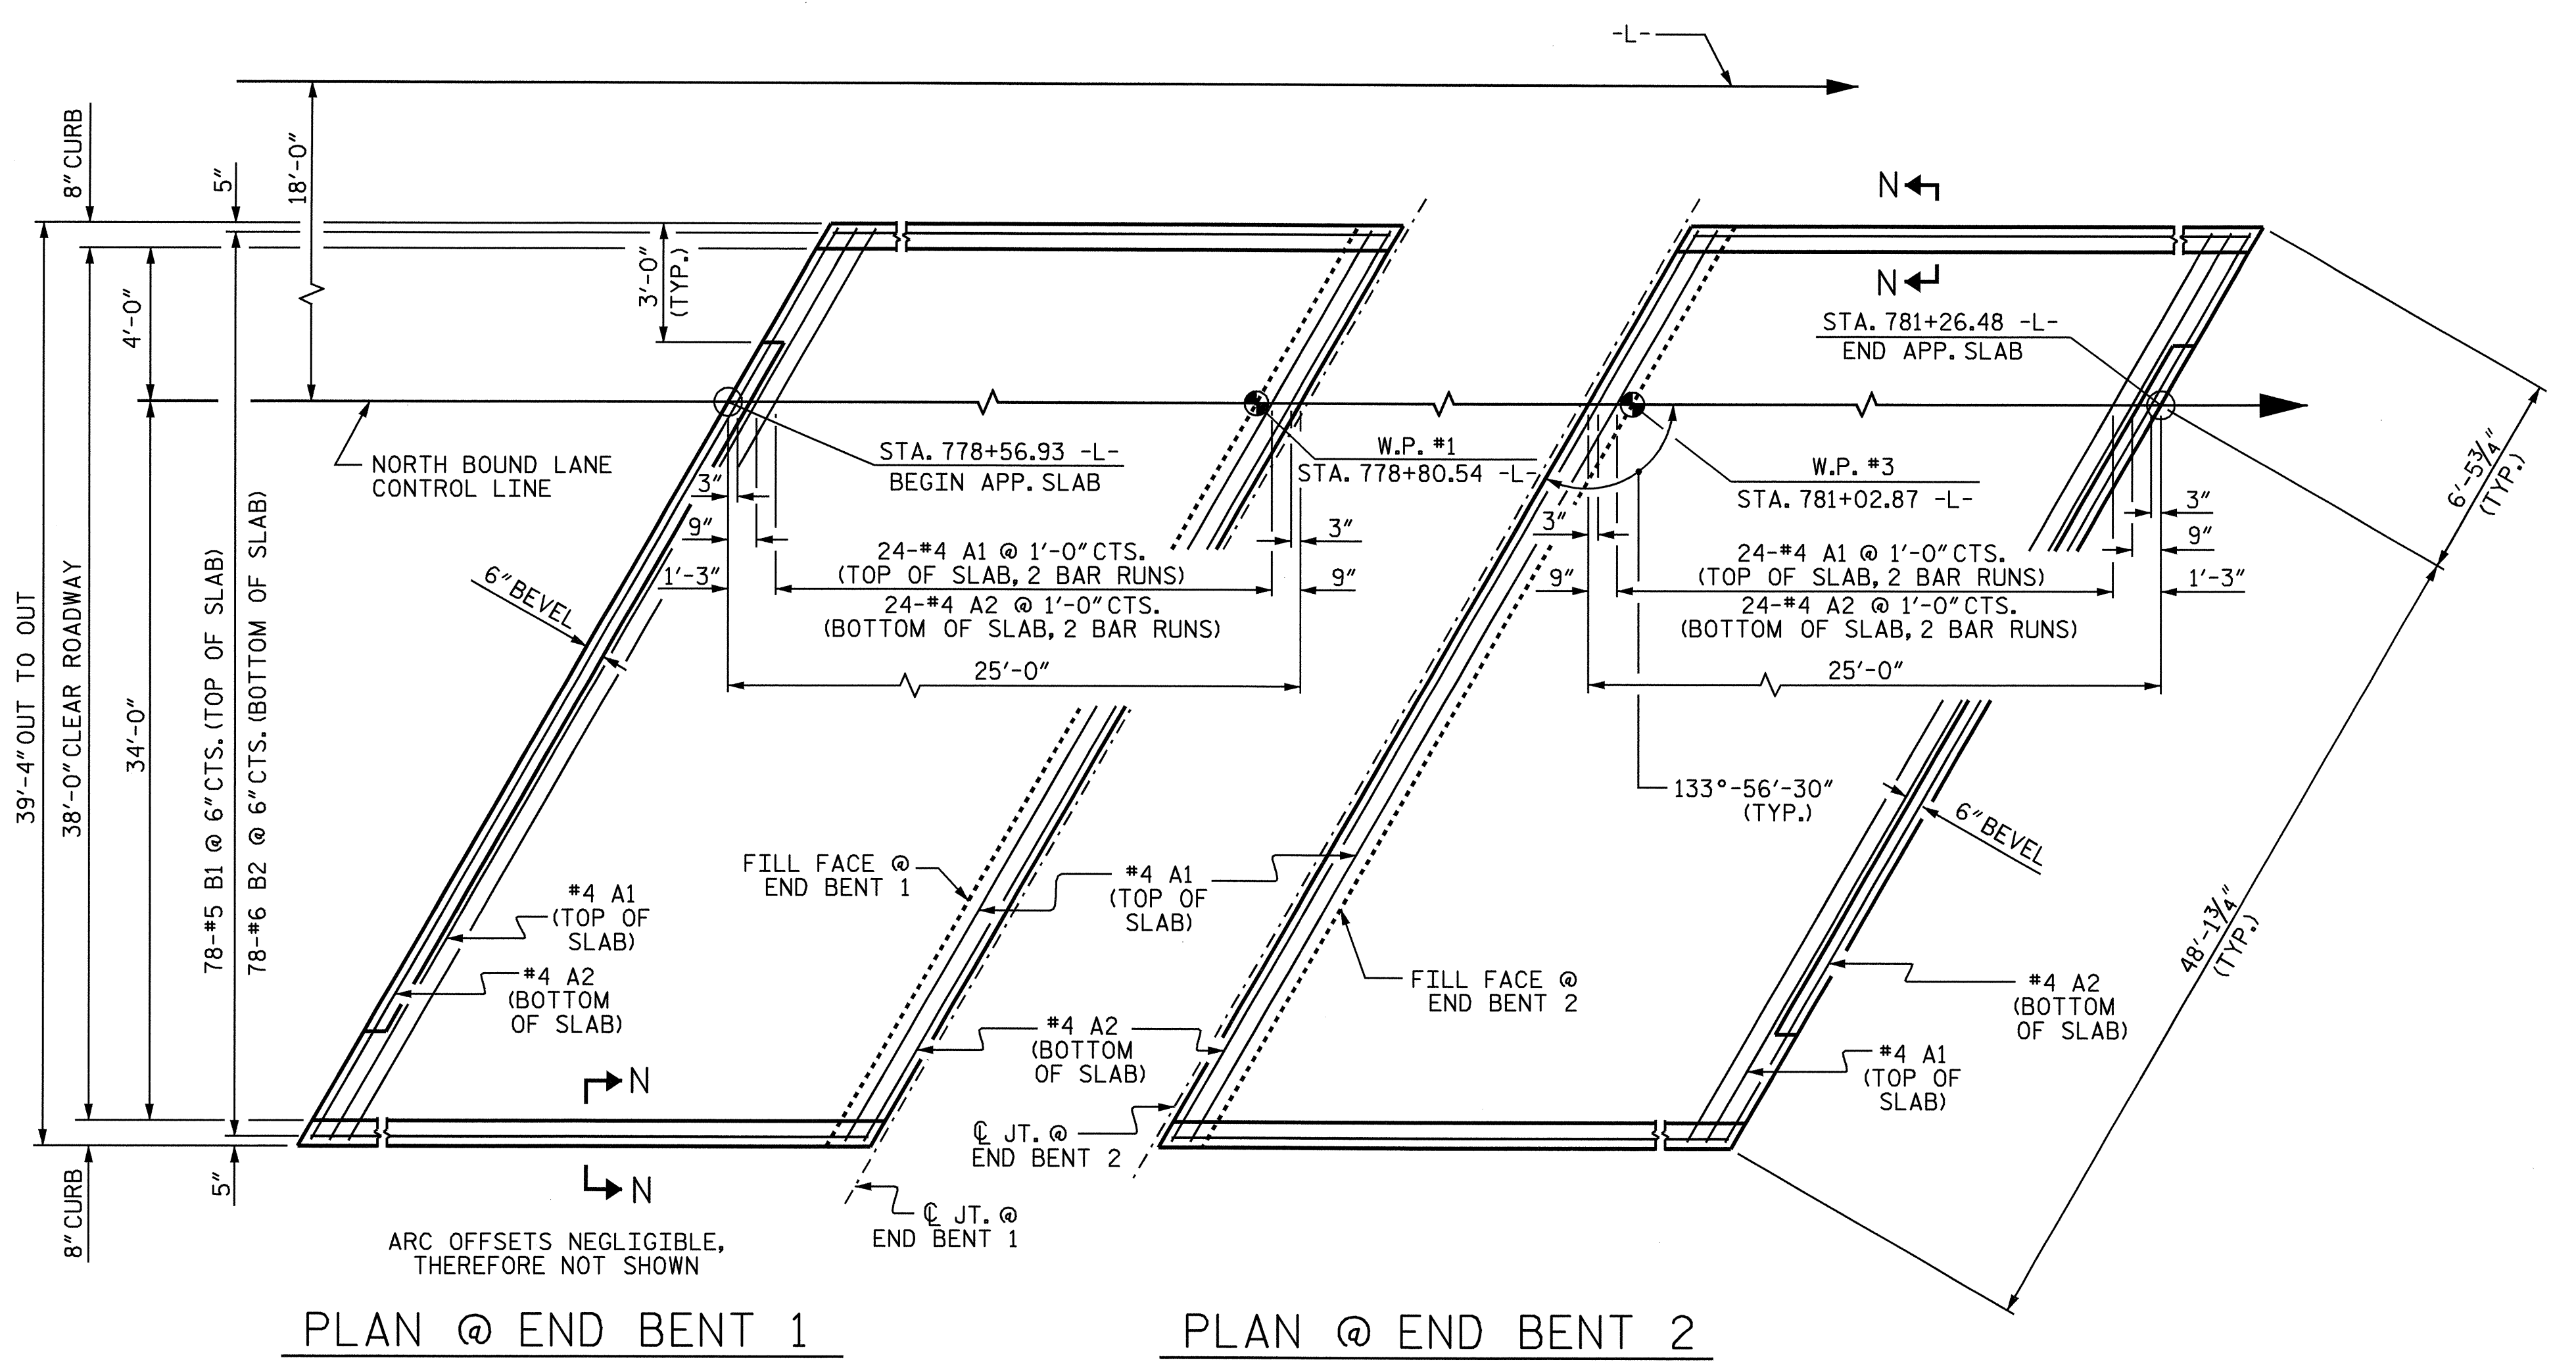 -L-
8" CURB
5"
18'-0"
N
3'-0"
(TYP.)
N
4'-0"
STA. 781+26.48 -L-
END APP. SLAB
NORTH BOUND LANE
CONTROL LINE
STA. 778+56.93 -L-
BEGIN APP. SLAB
W.P. #1
STA. 778+80.54 -L-
W.P. #3
STA. 781+02.87 -L-
6'-5¾"
(TYP.)
3"
9"
1'-3"
24-#4 A1 @ 1'-0" CTS.
(TOP OF SLAB, 2 BAR RUNS)
24-#4 A2 @ 1'-0" CTS.
(BOTTOM OF SLAB, 2 BAR RUNS)
3"
9"
25'-0"
3"
9"
24-#4 A1 @ 1'-0" CTS.
(TOP OF SLAB, 2 BAR RUNS)
24-#4 A2 @ 1'-0" CTS.
(BOTTOM OF SLAB, 2 BAR RUNS)
3"
9"
1'-3"
25'-0"
6" BEVEL
39'-4" OUT TO OUT
38'-0" CLEAR ROADWAY
34'-0"
78-#5 B1 @ 6" CTS. (TOP OF SLAB)
78-#6 B2 @ 6" CTS. (BOTTOM OF SLAB)
133°-56'-30"
(TYP.)
6" BEVEL
48'-1¾"
(TYP.)
FILL FACE @
END BENT 1
#4 A1
(TOP OF
SLAB)
#4 A1
(TOP OF
SLAB)
#4 A2
(BOTTOM
OF SLAB)
FILL FACE @
END BENT 2
#4 A2
(BOTTOM
OF SLAB)
#4 A2
(BOTTOM
OF SLAB)
#4 A1
(TOP OF
SLAB)
N
N
℄ JT. @
END BENT 2
℄ JT. @
END BENT 1
8" CURB
5"
ARC OFFSETS NEGLIGIBLE,
THEREFORE NOT SHOWN
PLAN @ END BENT 1
PLAN @ END BENT 2